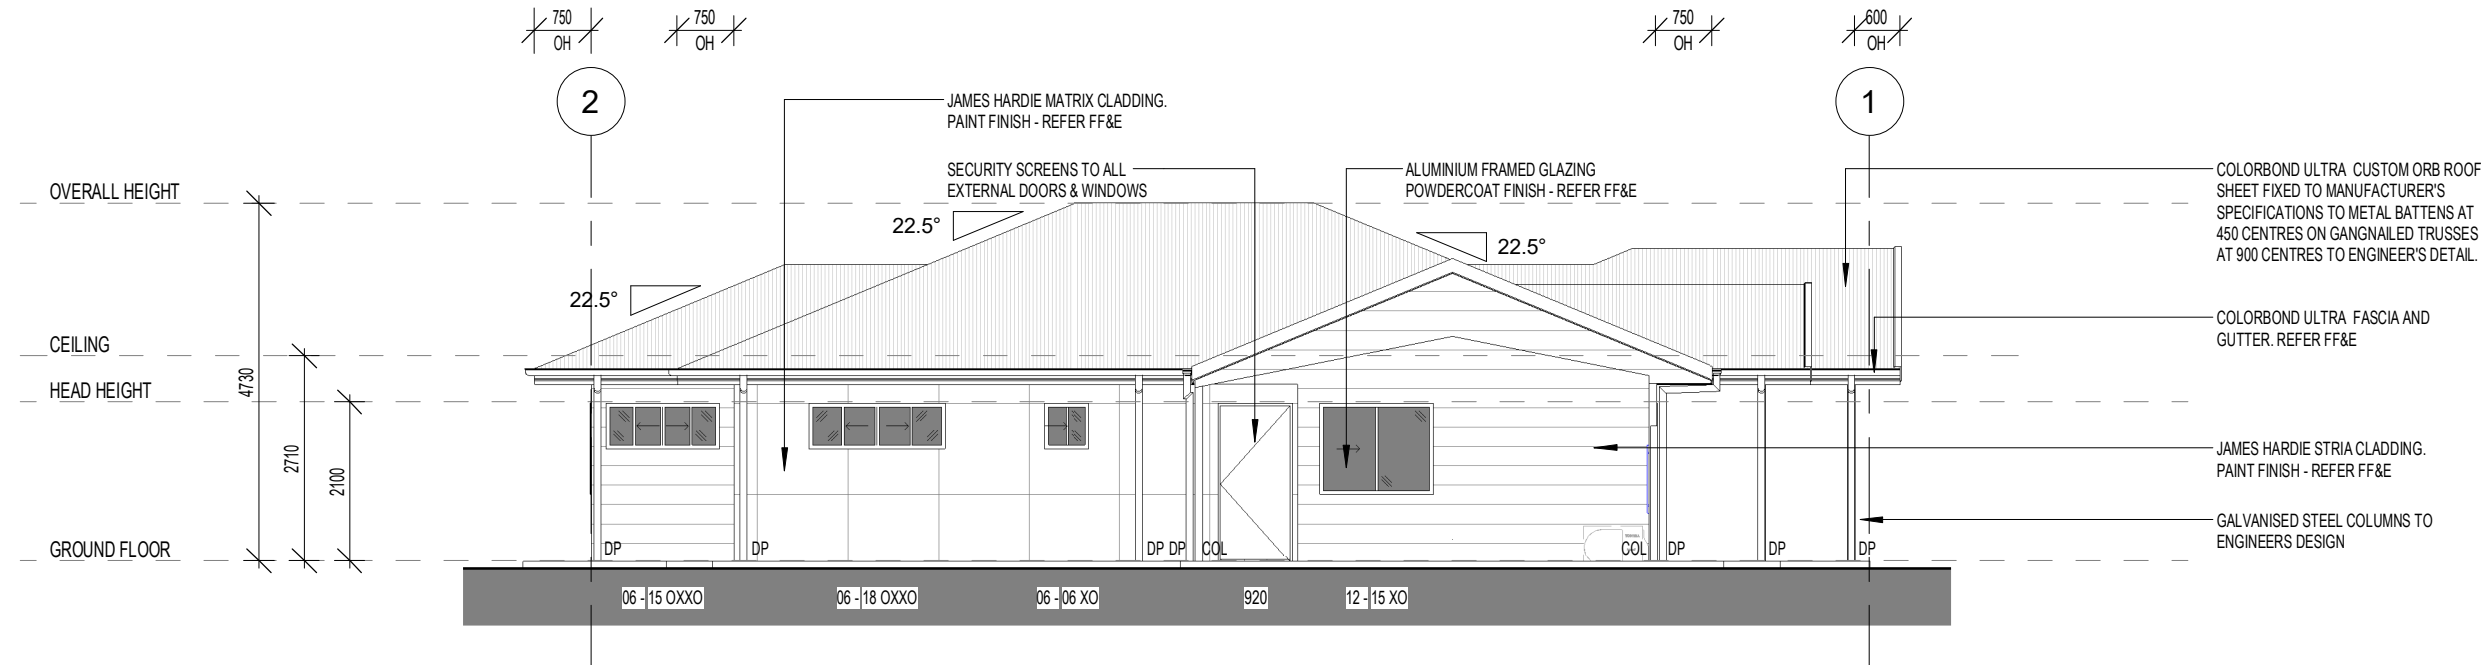 750
OH
750
OH
750
OH
600
OH
2
1
JAMES HARDIE MATRIX CLADDING.
PAINT FINISH - REFER FF&E
SECURITY SCREENS TO ALL
EXTERNAL DOORS & WINDOWS
ALUMINIUM FRAMED GLAZING
POWDERCOAT FINISH - REFER FF&E
COLORBOND ULTRA CUSTOM ORB ROOF
SHEET FIXED TO MANUFACTURER'S
SPECIFICATIONS TO METAL BATTENS AT
450 CENTRES ON GANGNAILED TRUSSES
AT 900 CENTRES TO ENGINEER'S DETAIL.
OVERALL HEIGHT
22.5°
22.5°
22.5°
COLORBOND ULTRA FASCIA AND
GUTTER. REFER FF&E
CEILING
HEAD HEIGHT
4730
2710
2100
JAMES HARDIE STRIA CLADDING.
PAINT FINISH - REFER FF&E
GALVANISED STEEL COLUMNS TO
ENGINEERS DESIGN
GROUND FLOOR
DP
DP
DP DP
COL
COL
DP
DP
DP
06 - 15 OXXO
06 - 18 OXXO
06 - 06 XO
920
12 - 15 XO